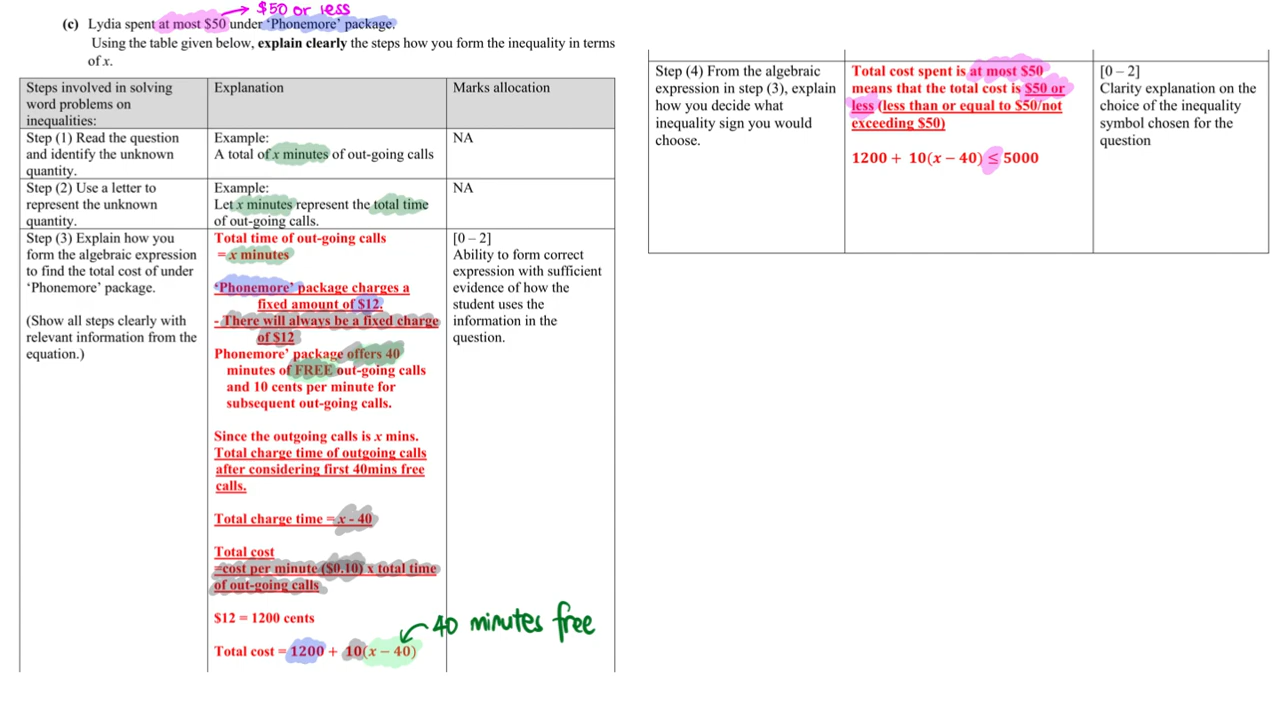 $50 or less
(c) Lydia spent at most $50 under ‘Phonemore’ package.
Using the table given below, explain clearly the steps how you form the inequality in terms
of x.
Steps involved in solving
word problems on
inequalities:
Explanation
Marks allocation
Step (1) Read the question
and identify the unknown
quantity.
Example:
A total of x minutes of out-going calls
NA
Step (2) Use a letter to
represent the unknown
quantity.
Example:
Let x minutes represent the total time
of out-going calls.
NA
Step (3) Explain how you
form the algebraic expression
to find the total cost of under
‘Phonemore’ package.
(Show all steps clearly with
relevant information from the
equation.)
Total time of out-going calls
= x minutes
‘Phonemore’ package charges a
fixed amount of $12.
- There will always be a fixed charge
of $12
Phonemore’ package offers 40
minutes of FREE out-going calls
and 10 cents per minute for
subsequent out-going calls.
Since the outgoing calls is x mins.
Total charge time of outgoing calls
after considering first 40mins free
calls.
Total charge time = x - 40
Total cost
=cost per minute ($0.10) x total time
of out-going calls
$12 = 1200 cents
Total cost = 1200 + 10(x − 40)
40 minutes free
[0 – 2]
Ability to form correct
expression with sufficient
evidence of how the
student uses the
information in the
question.
Step (4) From the algebraic
expression in step (3), explain
how you decide what
inequality sign you would
choose.
Total cost spent is at most $50
means that the total cost is $50 or
less (less than or equal to $50/not
exceeding $50)
1200 + 10(x − 40) ≤ 5000
[0 – 2]
Clarity explanation on the
choice of the inequality
symbol chosen for the
question